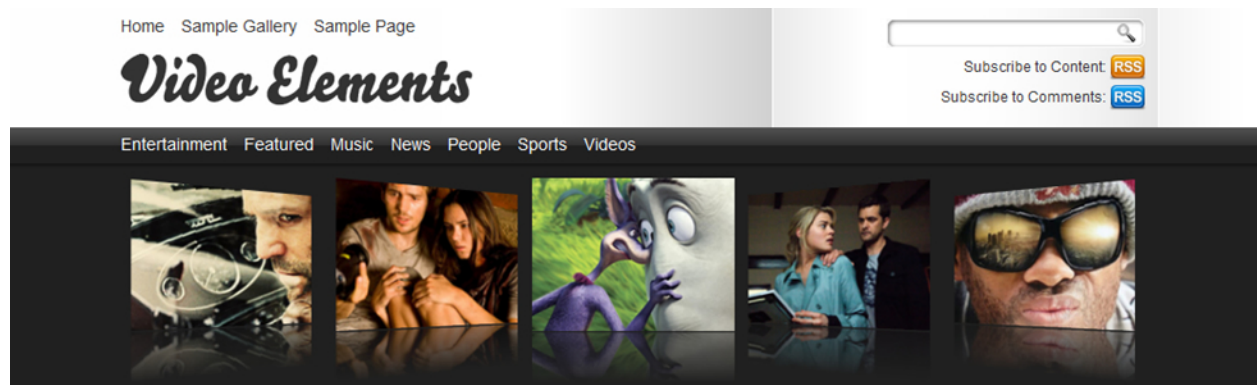 Home Sample Gallery Sample Page
Video Elements
Subscribe to Content: RSS
Subscribe to Comments: RSS
Entertainment Featured Music News People Sports Videos